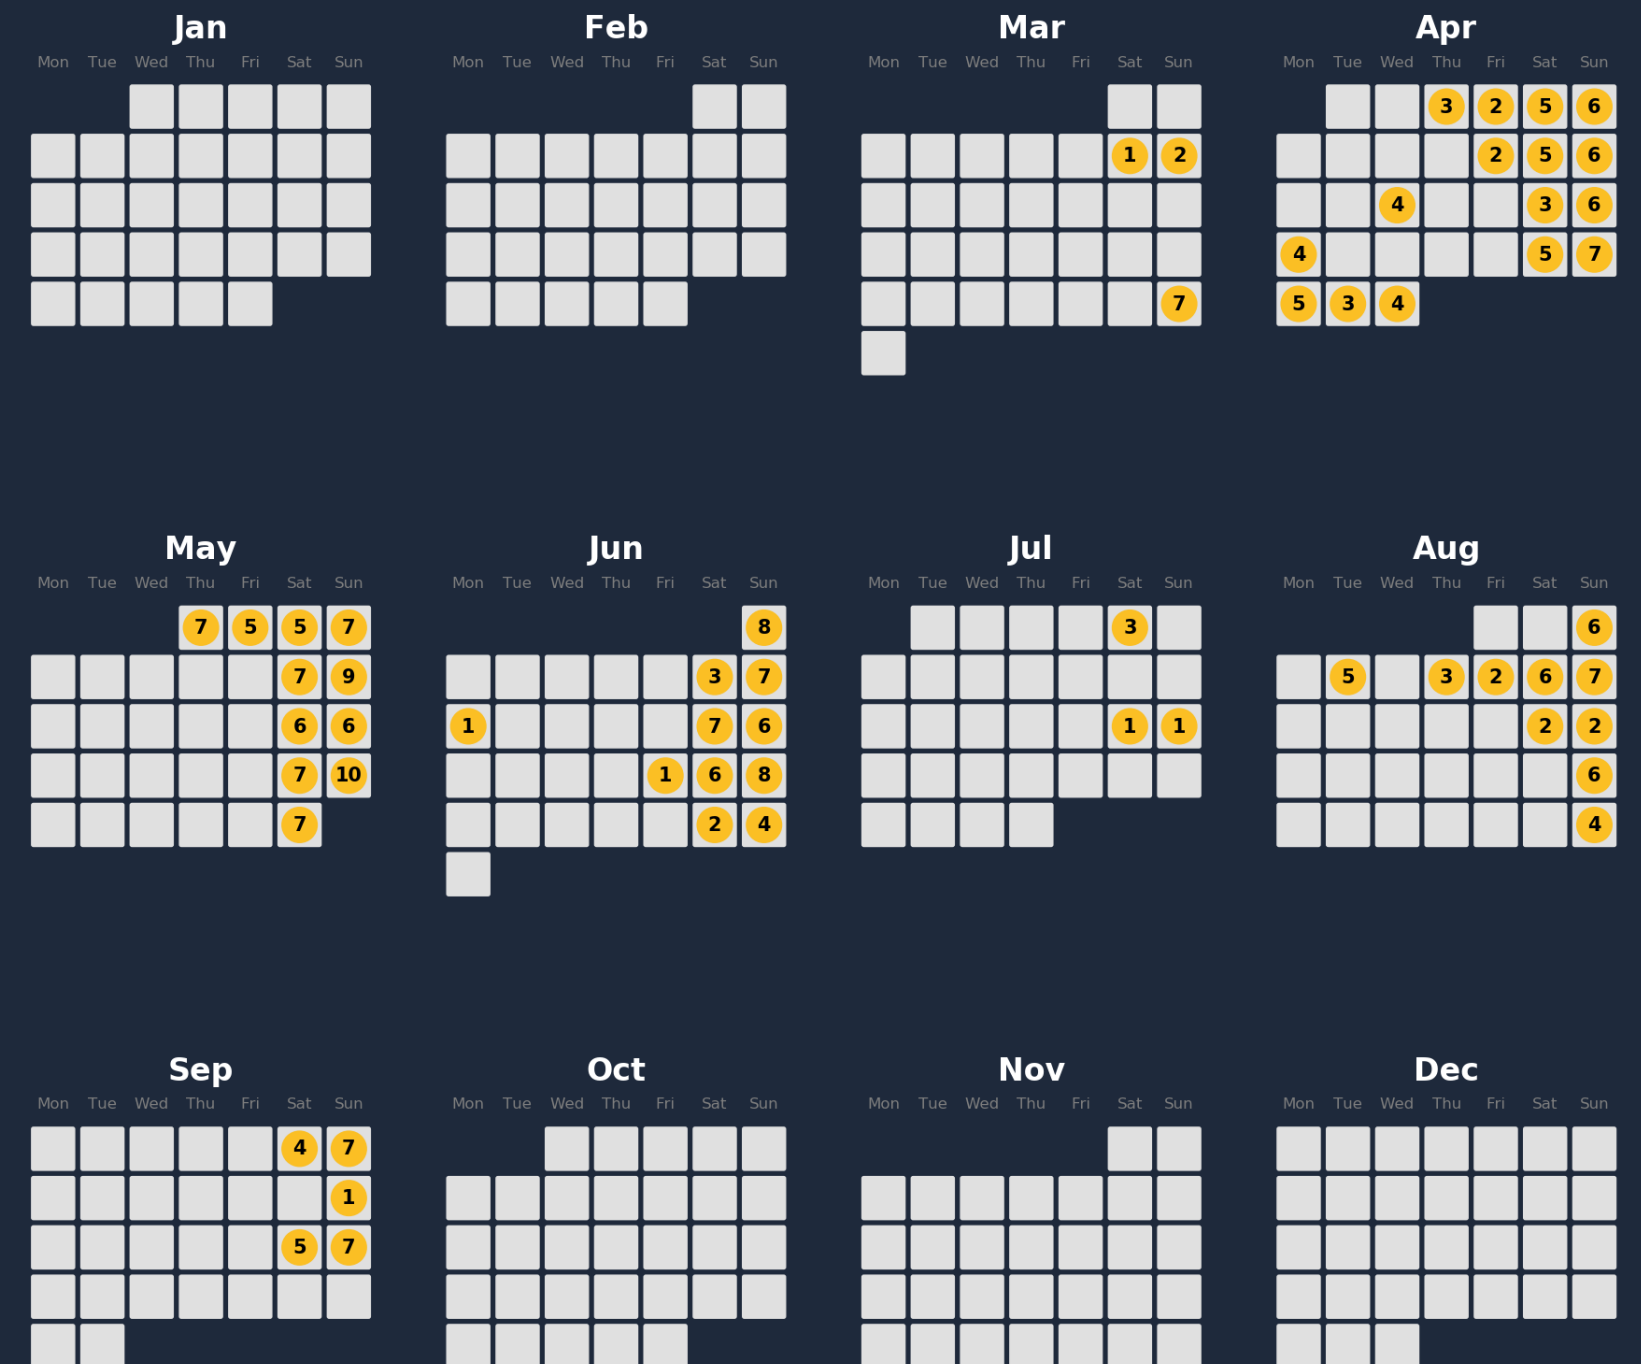 Jan Feb Mar Apr
Mon Tue Wed Thu Fri Sat Sun Mon Tue Wed Thu Fri Sat Sun Mon Tue Wed Thu Fri Sat Sun Mon Tue Wed Thu Fri Sat Sun
3 2 5 6
1 2 2 5 6
4 3 6
4 5 7
7 5 3 4
May Jun Jul Aug
Mon Tue Wed Thu Fri Sat Sun Mon Tue Wed Thu Fri Sat Sun Mon Tue Wed Thu Fri Sat Sun Mon Tue Wed Thu Fri Sat Sun
7 5 5 7 8 3 6
7 9 3 7 5 3 2 6 7
6 6 1 7 6 1 1 2 2
7 10 1 6 8 6
7 2 4 4
Sep Oct Nov Dec
Mon Tue Wed Thu Fri Sat Sun Mon Tue Wed Thu Fri Sat Sun Mon Tue Wed Thu Fri Sat Sun Mon Tue Wed Thu Fri Sat Sun
4 7
1
5 7